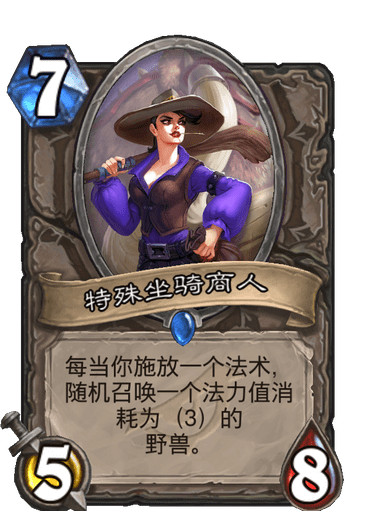 7
特殊坐骑商人
每当你施放一个法术，
随机召唤一个法力值消
耗为（3）的
野兽。
5
8